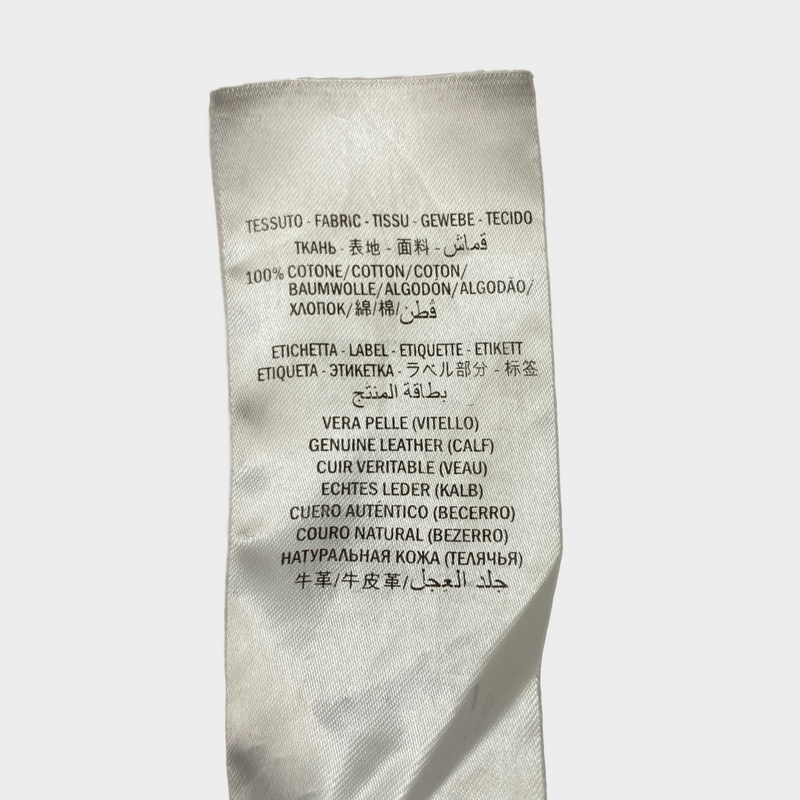 TESSUTO - FABRIC - TISSU - GEWEBE - TECIDO
ТКАНЬ - 表地 - 面料 - قماش
100% COTONE/COTTON/COTON/
BAUMWOLLE/ALGODÓN/ALGODÃO/
ХЛОПОК/綿/棉/قطن
ETICHETTA - LABEL - ETIQUETTE - ETIKETT
ETIQUETA - ЭТИКЕТКА - ラベル部分 - 标签
بطاقة المنتج
VERA PELLE (VITELLO)
GENUINE LEATHER (CALF)
CUIR VERITABLE (VEAU)
ECHTES LEDER (KALB)
CUERO AUTÉNTICO (BECERRO)
COURO NATURAL (BEZERRO)
НАТУРАЛЬНАЯ КОЖА (ТЕЛЯЧЬЯ)
牛革/牛皮革/جلد العجل